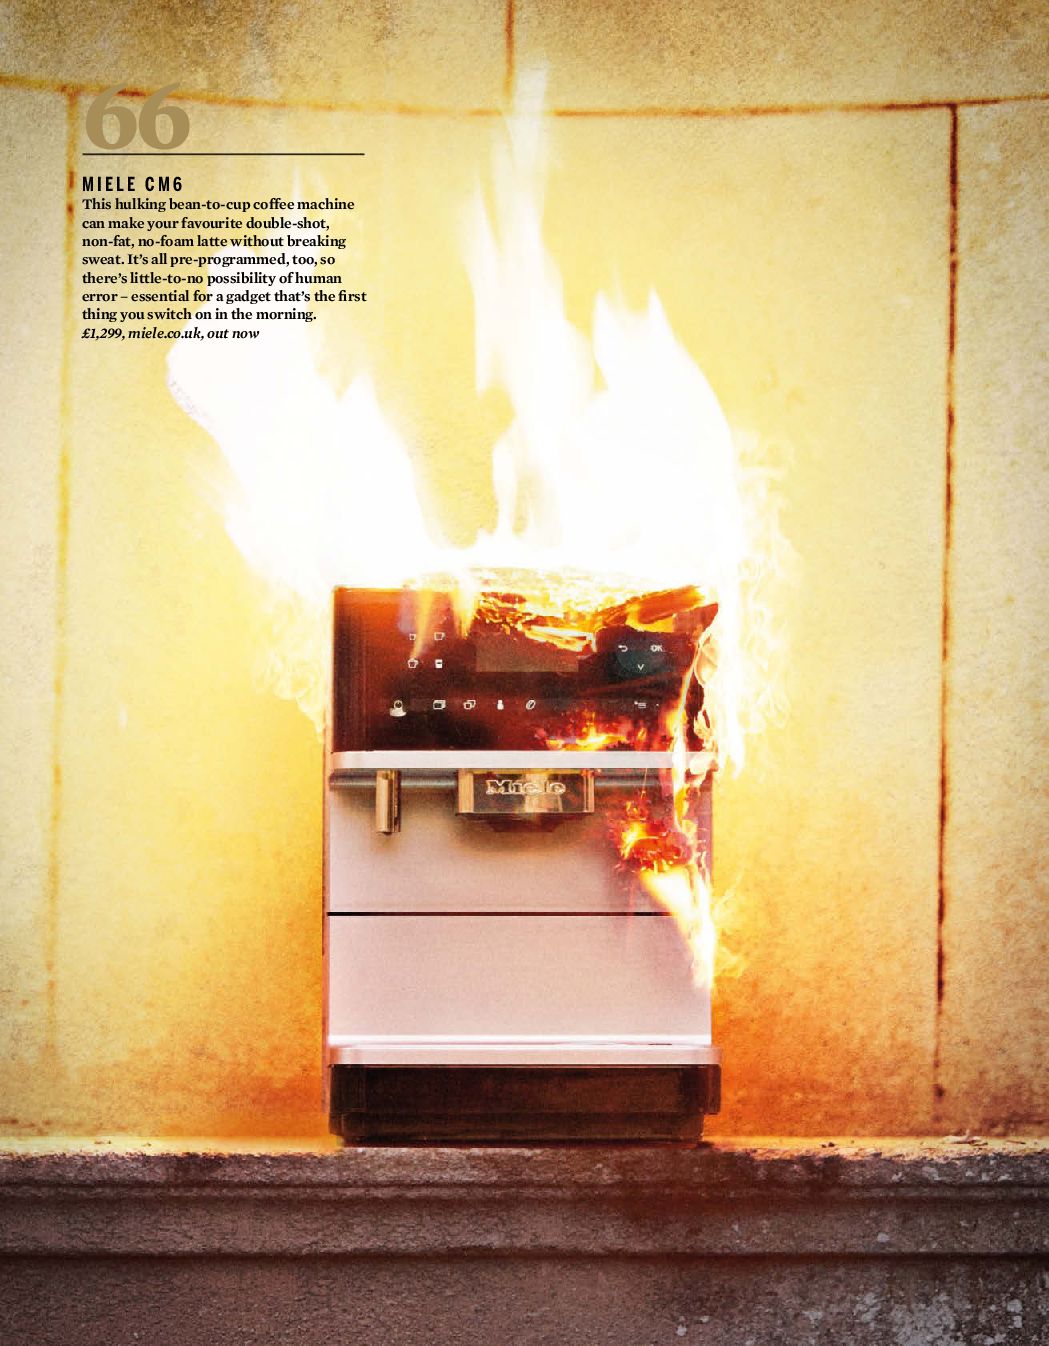 66
MIELE CM6
This hulking bean-to-cup coffee machine
can make your favourite double-shot,
non-fat, no-foam latte without breaking
sweat. It’s all pre-programmed, too, so
there’s little-to-no possibility of human
error – essential for a gadget that’s the first
thing you switch on in the morning.
£1,299, miele.co.uk, out now
OK
Miele